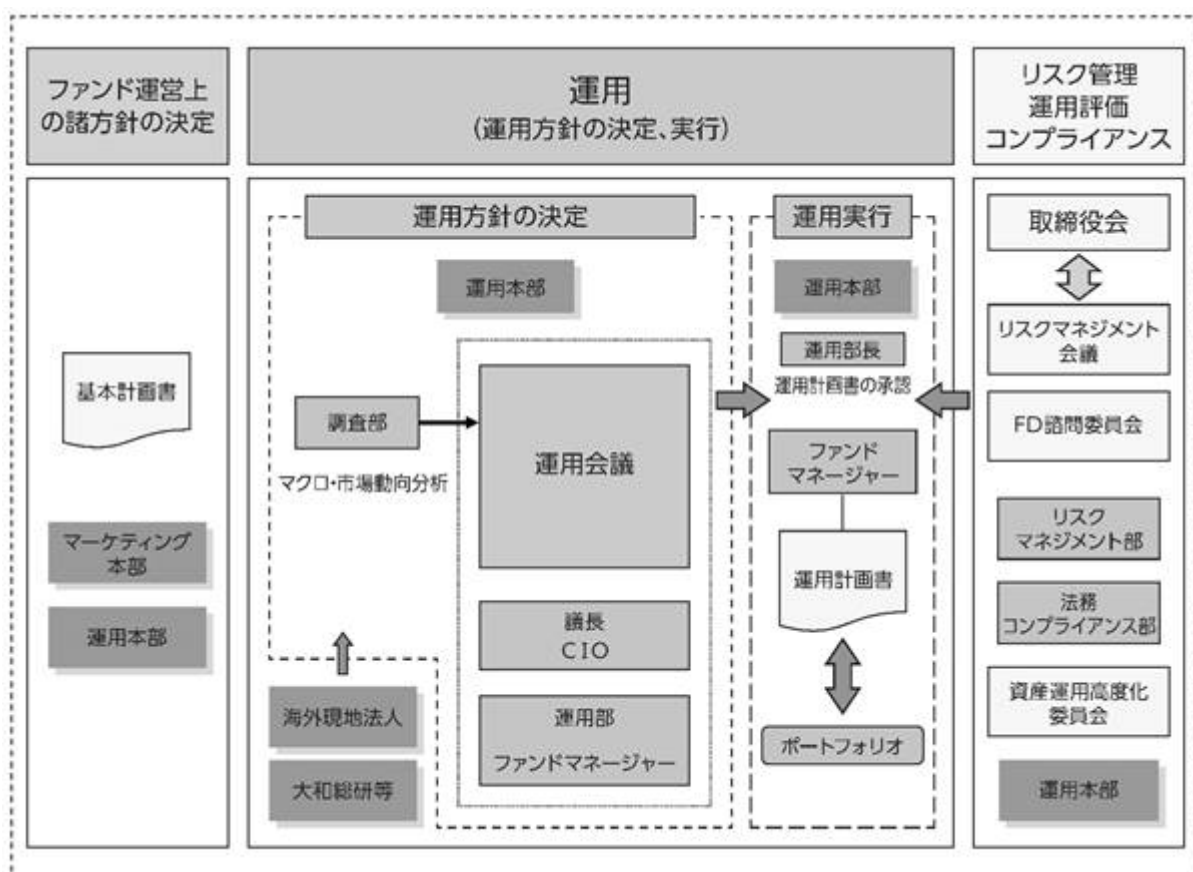 ファンド運営上
の諸方針の決定
運用
(運用方針の決定、実行)
リスク管理
運用評価
コンプライアンス
基本計画書
マーケティング
本部
運用本部
運用方針の決定
運用本部
調査部
マクロ・市場動向分析
運用会議
議長
CIO
運用部
ファンドマネージャー
海外現地法人
大和総研等
運用実行
運用本部
運用部長
運用計画書の承認
ファンド
マネージャー
運用計画書
ポートフォリオ
取締役会
リスクマネジメント
会議
FD諮問委員会
リスク
マネジメント部
法務
コンプライアンス部
資産運用高度化
委員会
運用本部